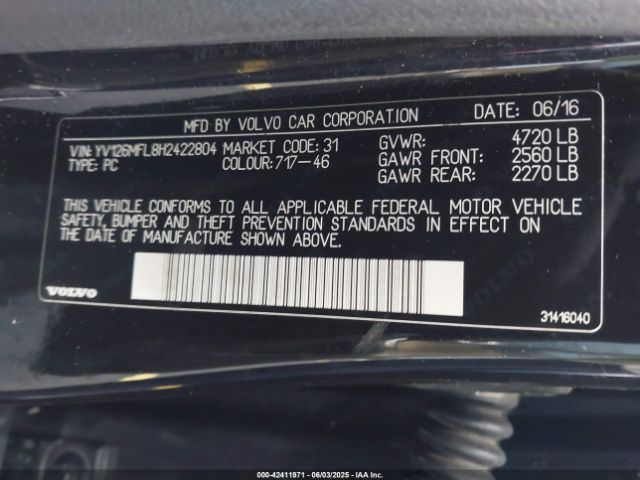 MFD BY VOLVO CAR CORPORATION DATE: 06/16
VIN: YV126MFL8H2422804 MARKET CODE: 31 GVWR: 4720 LB
TYPE: PC COLOUR: 717-46 GAWR FRONT: 2560 LB
GAWR REAR: 2270 LB
THIS VEHICLE CONFORMS TO ALL APPLICABLE FEDERAL MOTOR VEHICLE
SAFETY, BUMPER AND THEFT PREVENTION STANDARDS IN EFFECT ON
THE DATE OF MANUFACTURE SHOWN ABOVE.
VOLVO
31416040
000-42411971 - 06/03/2025 - IAA, Inc.